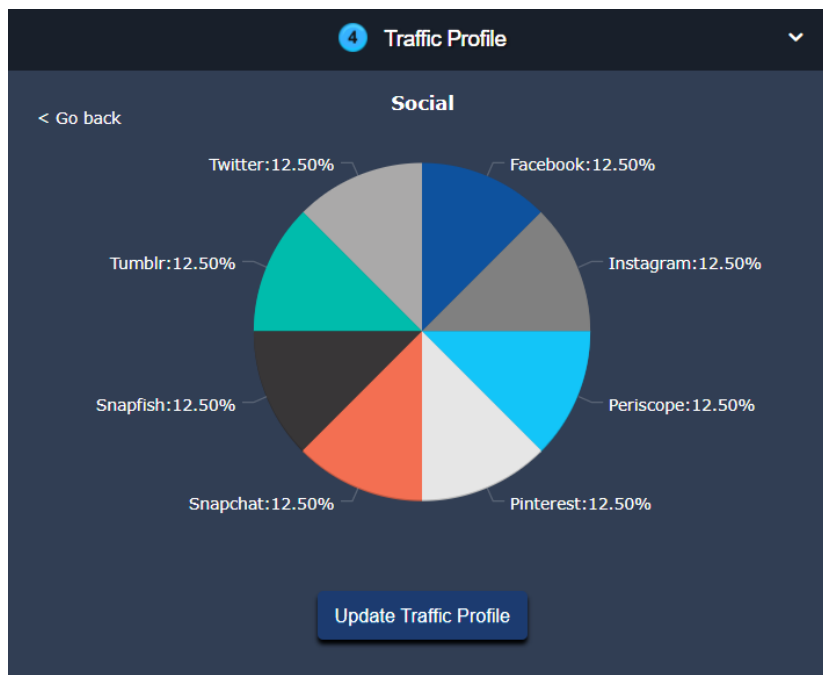 4 Traffic Profile
Social
< Go back
Twitter:12.50%
Facebook:12.50%
Tumblr:12.50%
Instagram:12.50%
Snapfish:12.50%
Periscope:12.50%
Snapchat:12.50%
Pinterest:12.50%
Update Traffic Profile